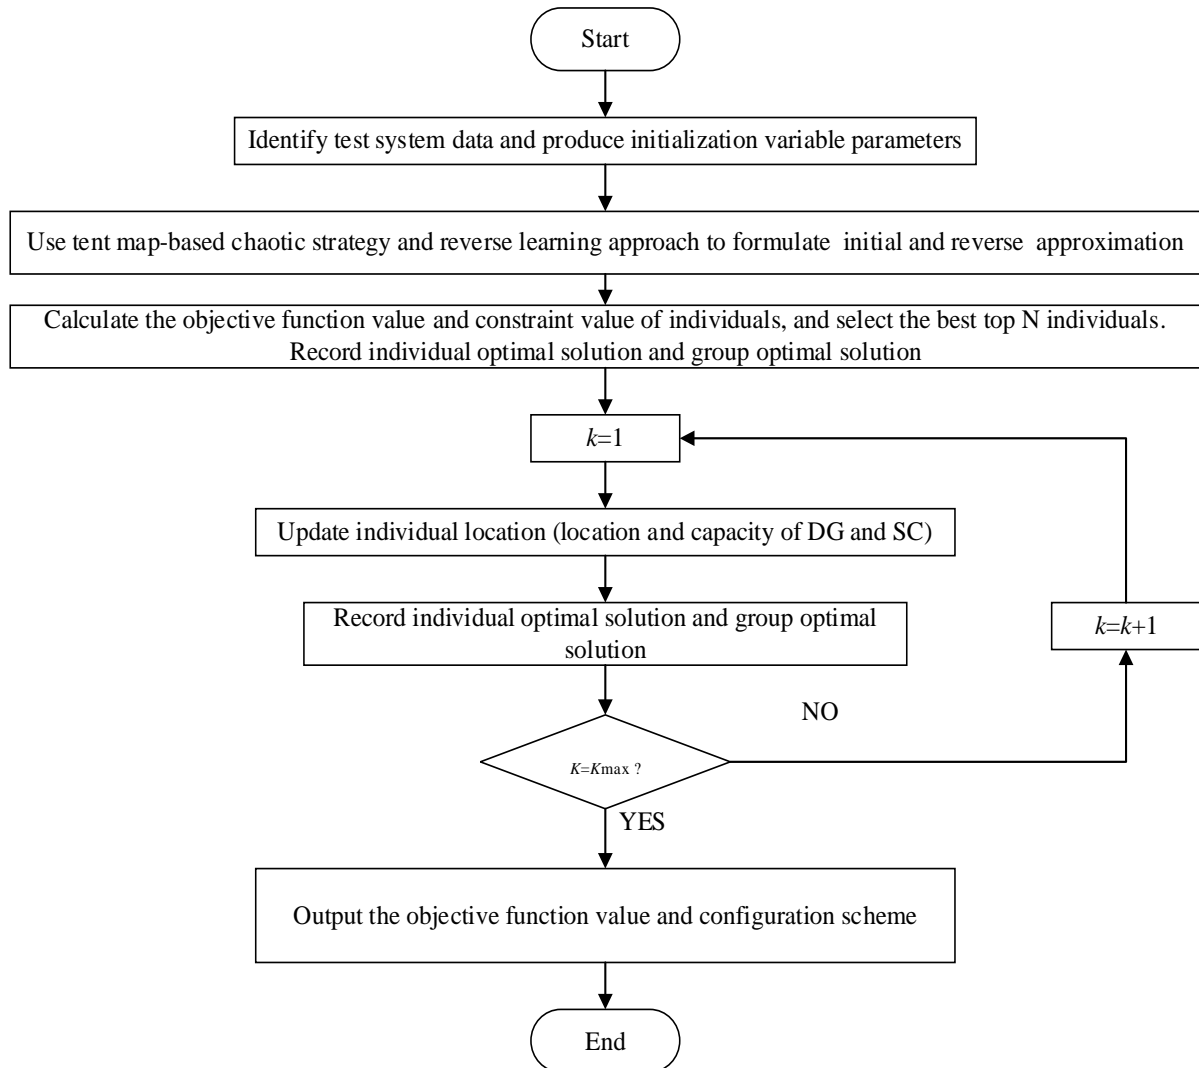 Start
Identify test system data and produce initialization variable parameters
Use tent map-based chaotic strategy and reverse learning approach to formulate initial and reverse approximation
Calculate the objective function value and constraint value of individuals, and select the best top N individuals.
Record individual optimal solution and group optimal solution
k=1
Update individual location (location and capacity of DG and SC)
Record individual optimal solution and group optimal
solution
k=k+1
NO
K=Kmax ?
YES
Output the objective function value and configuration scheme
End